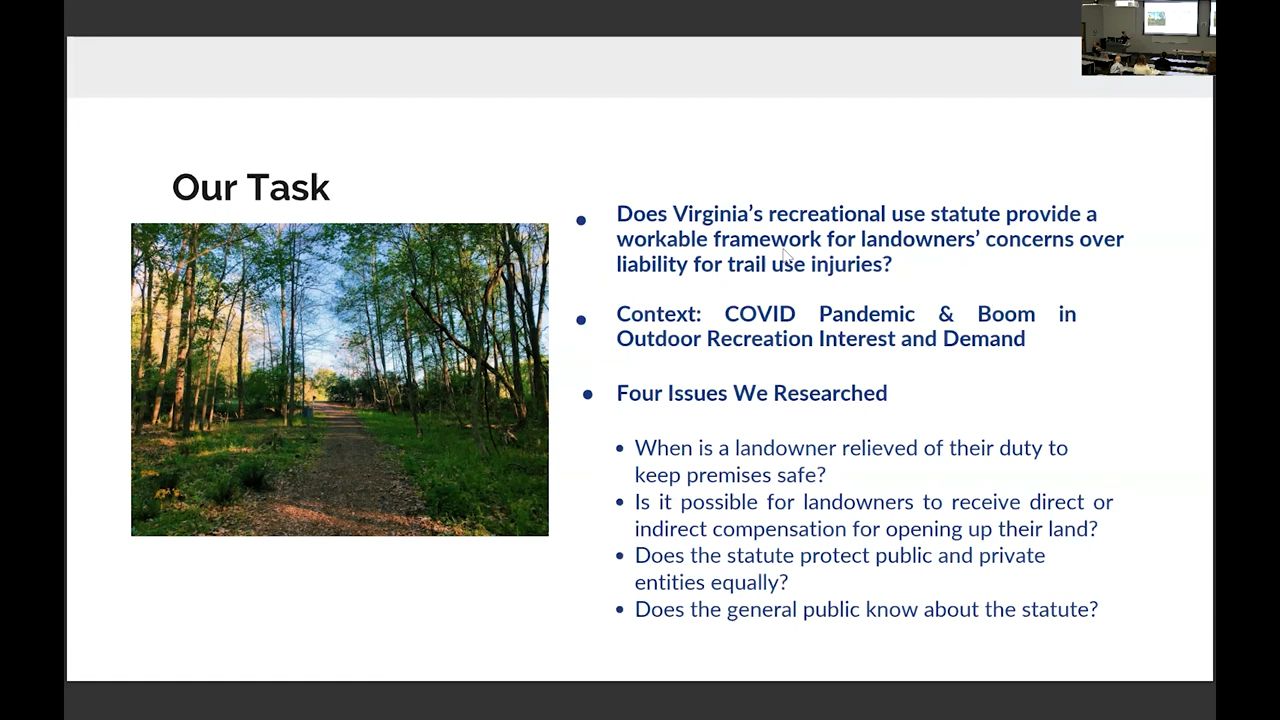 Our Task
• Does Virginia’s recreational use statute provide a
workable framework for landowners’ concerns over
liability for trail use injuries?
• Context: COVID Pandemic & Boom in
Outdoor Recreation Interest and Demand
• Four Issues We Researched
• When is a landowner relieved of their duty to
keep premises safe?
• Is it possible for landowners to receive direct or
indirect compensation for opening up their land?
• Does the statute protect public and private
entities equally?
• Does the general public know about the statute?